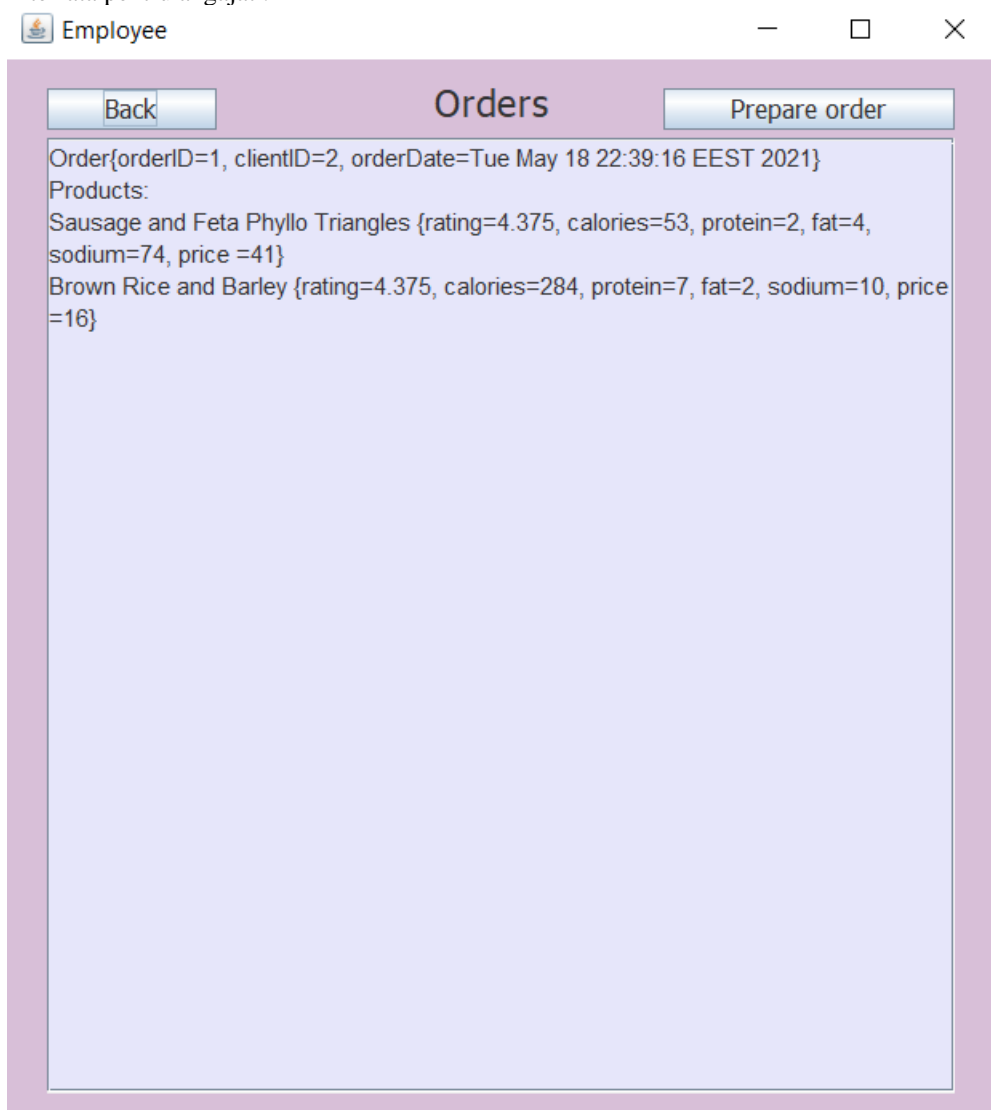 Employee
Back
Orders
Prepare order
Order{orderID=1, clientID=2, orderDate=Tue May 18 22:39:16 EEST 2021}
Products:
Sausage and Feta Phyllo Triangles {rating=4.375, calories=53, protein=2, fat=4,
sodium=74, price =41}
Brown Rice and Barley {rating=4.375, calories=284, protein=7, fat=2, sodium=10, price
=16}